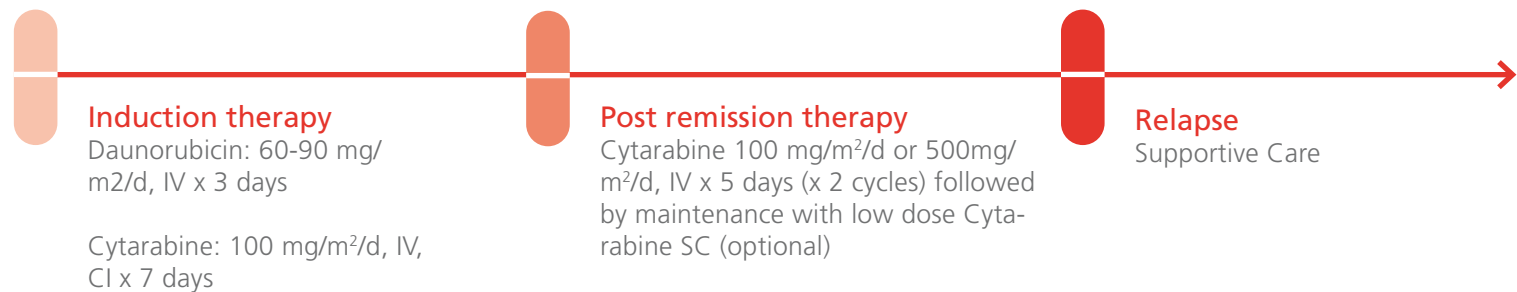 Induction therapy
Daunorubicin: 60-90 mg/
m2/d, IV x 3 days
Cytarabine: 100 mg/m²/d, IV,
CI x 7 days
Post remission therapy
Cytarabine 100 mg/m²/d or 500mg/
m²/d, IV x 5 days (x 2 cycles) followed
by maintenance with low dose Cyta-
rabine SC (optional)
Relapse
Supportive Care